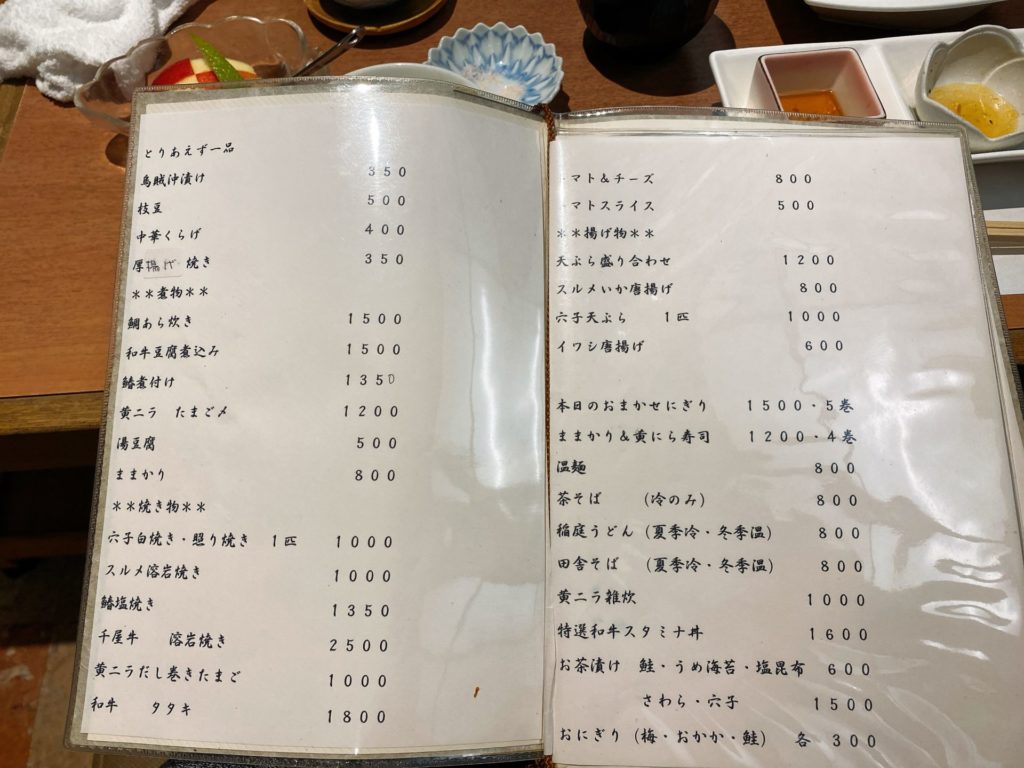 とりあえず一品
烏賊沖漬け 350
枝豆 500
中華くらげ 400
厚揚げ 焼き 350
**煮物**
鯛あら炊き 1500
和牛豆腐煮込み 1500
鰆煮付け 1350
黄ニラ たまご〆 1200
湯豆腐 500
ままかり 800
**焼き物**
穴子白焼き・照り焼き 1匹 1000
スルメ溶岩焼き 1000
鰆塩焼き 1350
千屋牛 溶岩焼き 2500
黄ニラだし巻きたまご 1000
和牛 タタキ 1800
マト&チーズ 800
マトスライス 500
**揚げ物**
天ぷら盛り合わせ 1200
スルメいか唐揚げ 800
穴子天ぷら 1匹 1000
イワシ唐揚げ 600
本日のおまかせにぎり 1500・5巻
ままかり&黄にら寿司 1200・4巻
温麺 800
茶そば (冷のみ) 800
稲庭うどん (夏季冷・冬季温) 800
田舎そば (夏季冷・冬季温) 800
黄ニラ雑炊 1000
特選和牛スタミナ丼 1600
お茶漬け 鮭・うめ海苔・塩昆布 600
さわら・穴子 1500
おにぎり (梅・おかか・鮭) 各 300